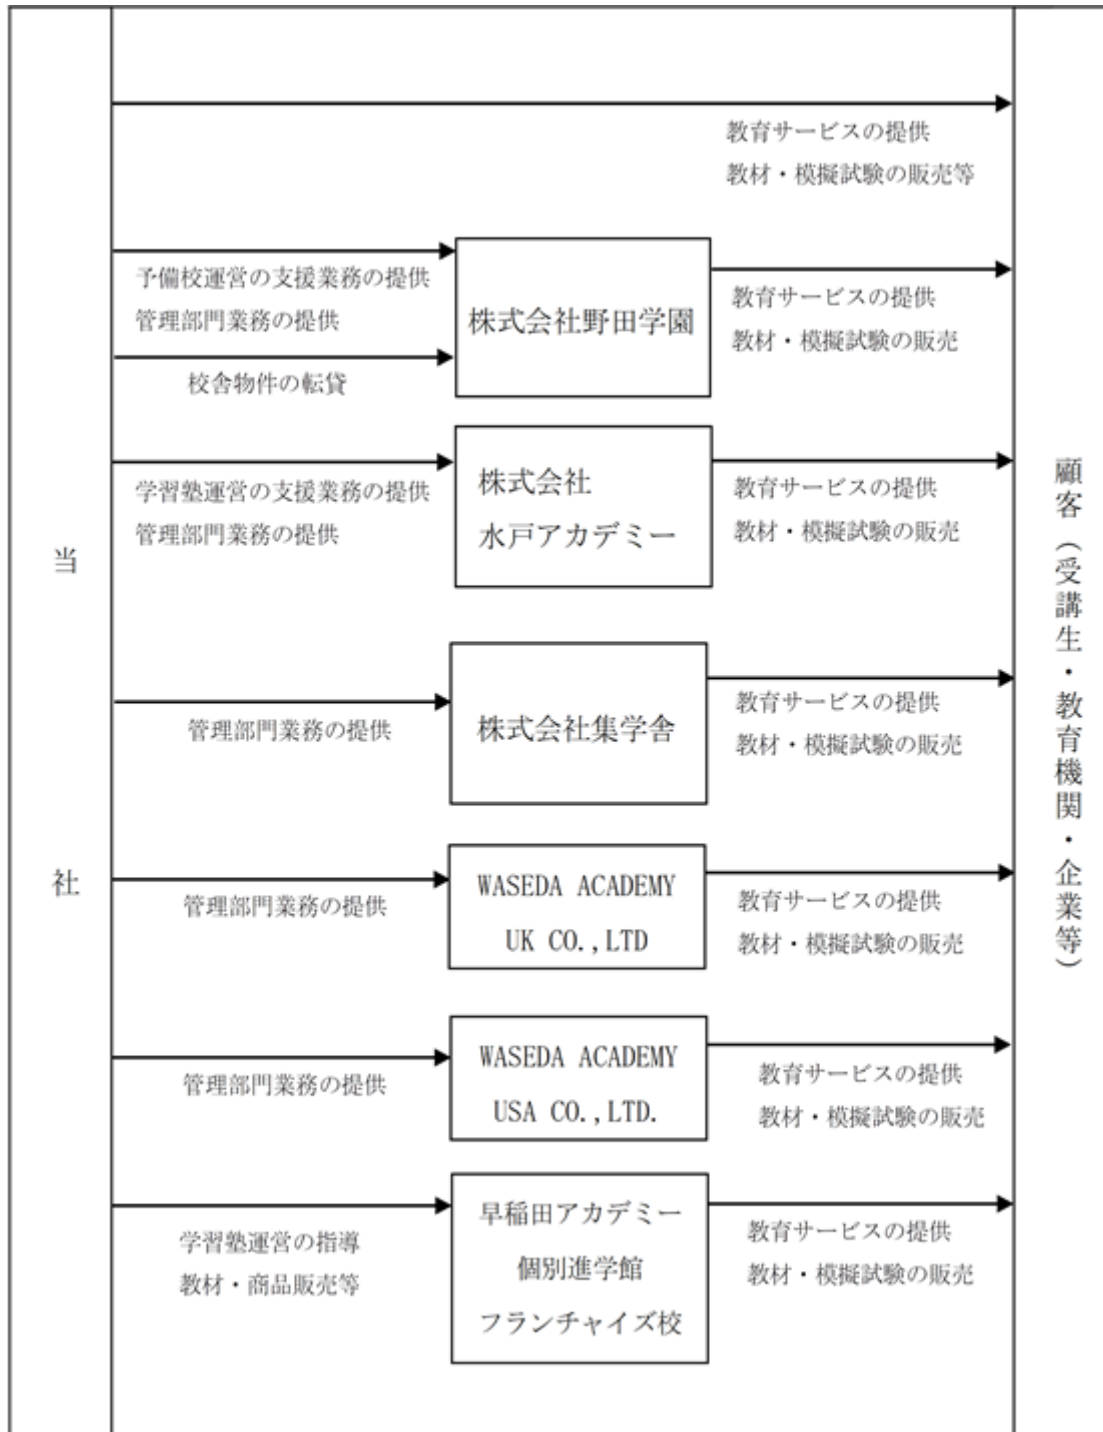 教育サービスの提供
教材・模擬試験の販売等
予備校運営の支援業務の提供
管理部門業務の提供
校舎物件の転貸
株式会社野田学園
教育サービスの提供
教材・模擬試験の販売
学習塾運営の支援業務の提供
管理部門業務の提供
株式会社
水戸アカデミー
教育サービスの提供
教材・模擬試験の販売
当社
管理部門業務の提供
株式会社集学舎
教育サービスの提供
教材・模擬試験の販売
顧客（受講生・教育機関・企業等）
管理部門業務の提供
WASEDA ACADEMY
UK CO.,LTD
教育サービスの提供
教材・模擬試験の販売
管理部門業務の提供
WASEDA ACADEMY
USA CO.,LTD.
教育サービスの提供
教材・模擬試験の販売
学習塾運営の指導
教材・商品販売等
早稲田アカデミー
個別進学館
フランチャイズ校
教育サービスの提供
教材・模擬試験の販売